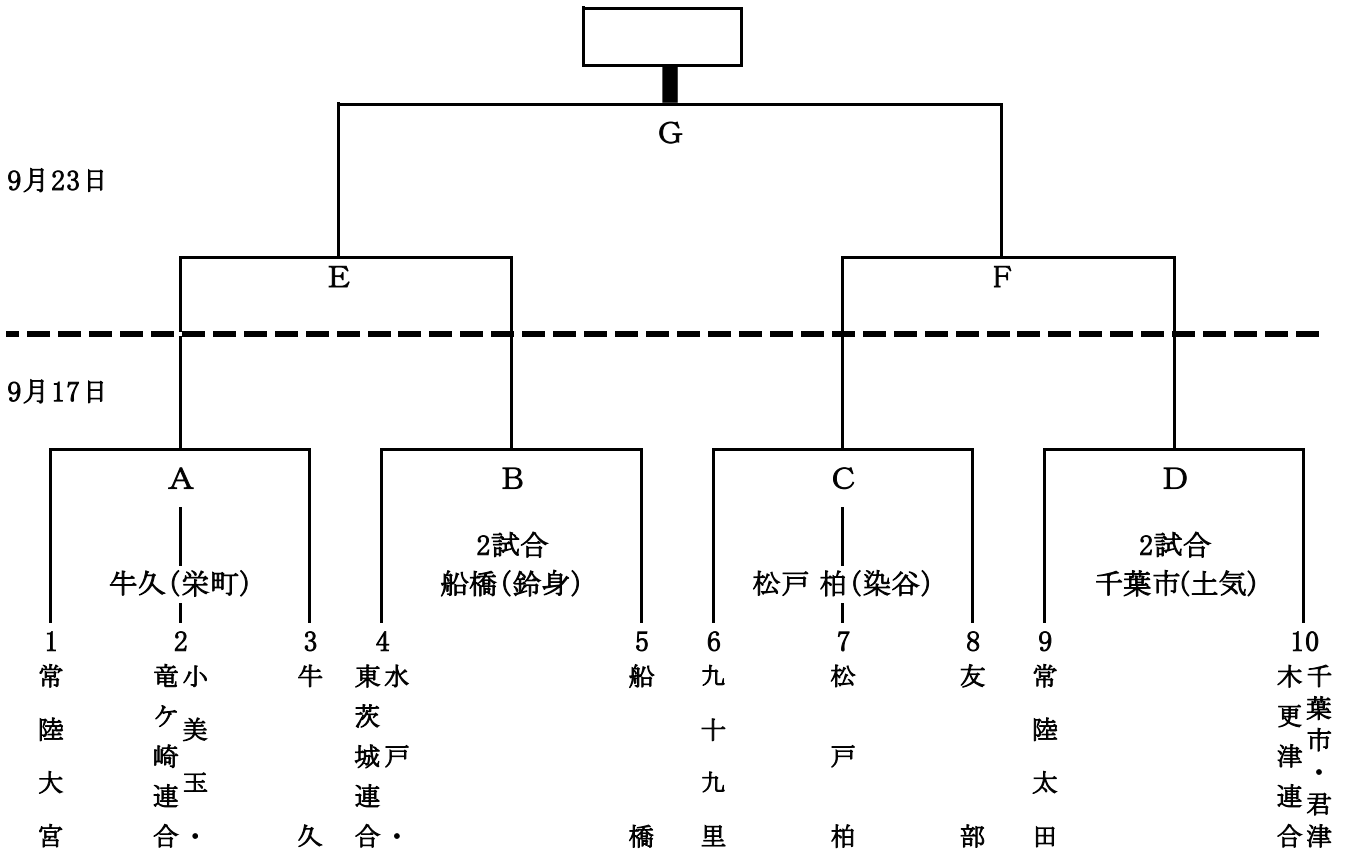 G
9月23日
E
F
9月17日
A
B
C
D
2試合
2試合
牛久(栄町)
船橋(鈴身)
松戸 柏(染谷)
千葉市(土気)
1
2
3
4
5
6
7
8
9
10
常陸大宮
小美玉・
竜ケ崎連合
牛久
水戸・
東茨城連合
船橋
九十九里
松戸柏
友部
常陸太田
千葉市・君津
木更津連合